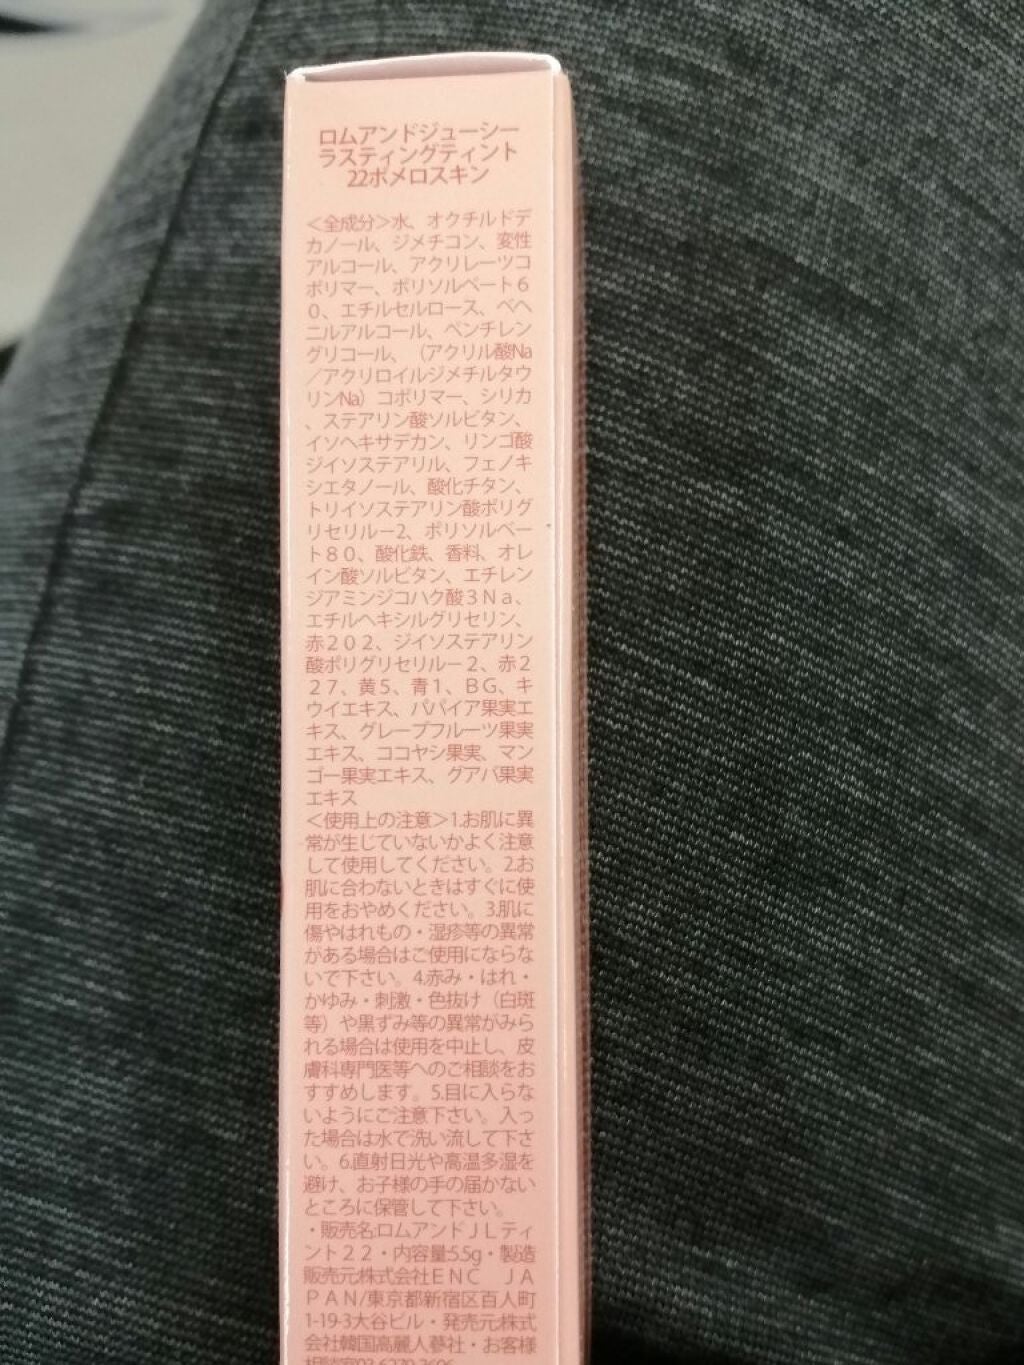 ロムアンドジューシー
ラスティングティント
22ポメロスキン
＜全成分＞水、オクチルドデ
カノール、ジメチコン、変性
アルコール、アクリレーツコ
ポリマー、ポリソルベート６
０、エチルセルロース、ベヘ
ニルアルコール、ペンチレン
グリコール、（アクリル酸Na
／アクリロイルジメチルタウ
リンNa）コポリマー、シリカ
、ステアリン酸ソルビタン、
イソヘキサデカン、リンゴ酸
ジイソステアリル、フェノキ
シエタノール、酸化チタン、
トリイソステアリン酸ポリグ
リセリル－2、ポリソルベー
ト８０、酸化鉄、香料、オレ
イン酸ソルビタン、エチレン
ジアミンジコハク酸３Ｎａ、
エチルヘキシルグリセリン、
赤２０２、ジイソステアリン
酸ポリグリセリル－２、赤２
２７、黄５、青１、ＢＧ、キ
ウイエキス、パパイア果実エ
キス、グレープフルーツ果実
エキス、ココヤシ果実、マン
ゴー果実エキス、グアバ果実
エキス
＜使用上の注意＞1.お肌に異
常が生じていないかよく注意
して使用してください。2.お
肌に合わないときはすぐに使
用をおやめください。3.肌に
傷やはれもの・湿疹等の異常
がある場合はご使用にならな
いで下さい。4.赤み・はれ・
かゆみ・刺激・色抜け（白斑
等）や黒ずみ等の異常がみら
れる場合は使用を中止し、皮
膚科専門医等へのご相談をお
すすめします。5.目に入らな
いようにご注意下さい。入っ
た場合は水で洗い流して下さ
い。6.直射日光や高温多湿を
避け、お子様の手の届かない
ところに保管して下さい。
・販売名:ロムアンドＪＬティ
ント２２・内容量:5.5g・製造
販売元:株式会社ＥＮＣ　ＪＡ
ＰＡＮ/東京都新宿区百人町
1-19-3大谷ビル・発売元:株式
会社韓国高麗人蔘社・お客様